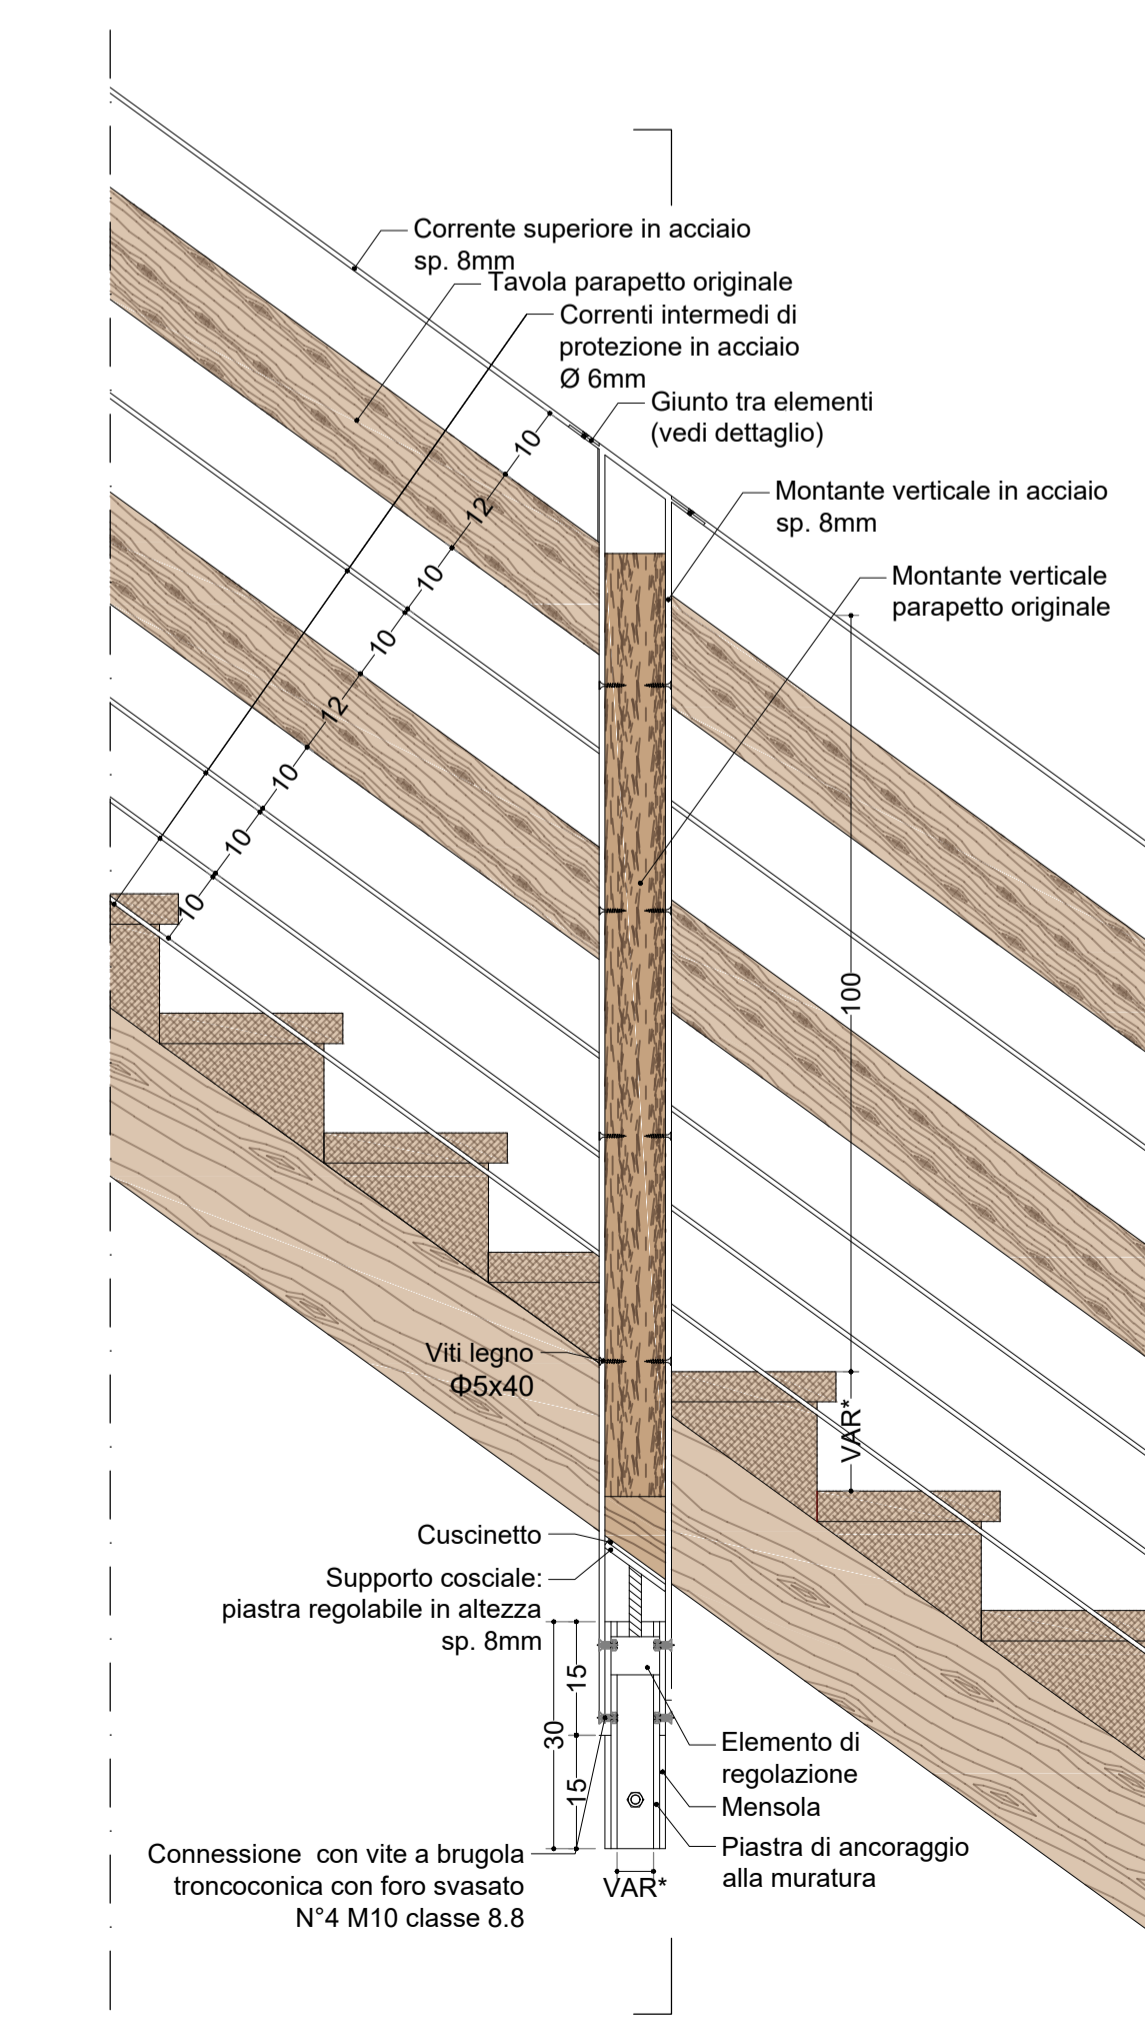 Corrente superiore in acciaio
sp. 8mm
Tavola parapetto originale
Correnti intermedi di
protezione in acciaio
Ø 6mm
Giunto tra elementi
(vedi dettaglio)
Montante verticale in acciaio
sp. 8mm
Montante verticale
parapetto originale
10
12
10
10
12
10
10
10
100
VAR*
Viti legno
Φ5x40
Cuscinetto
Supporto cosciale:
piastra regolabile in altezza
sp. 8mm
15
30
15
Elemento di
regolazione
Mensola
Piastra di ancoraggio
alla muratura
Connessione  con vite a brugola
troncoconica con foro svasato
N°4 M10 classe 8.8
VAR*